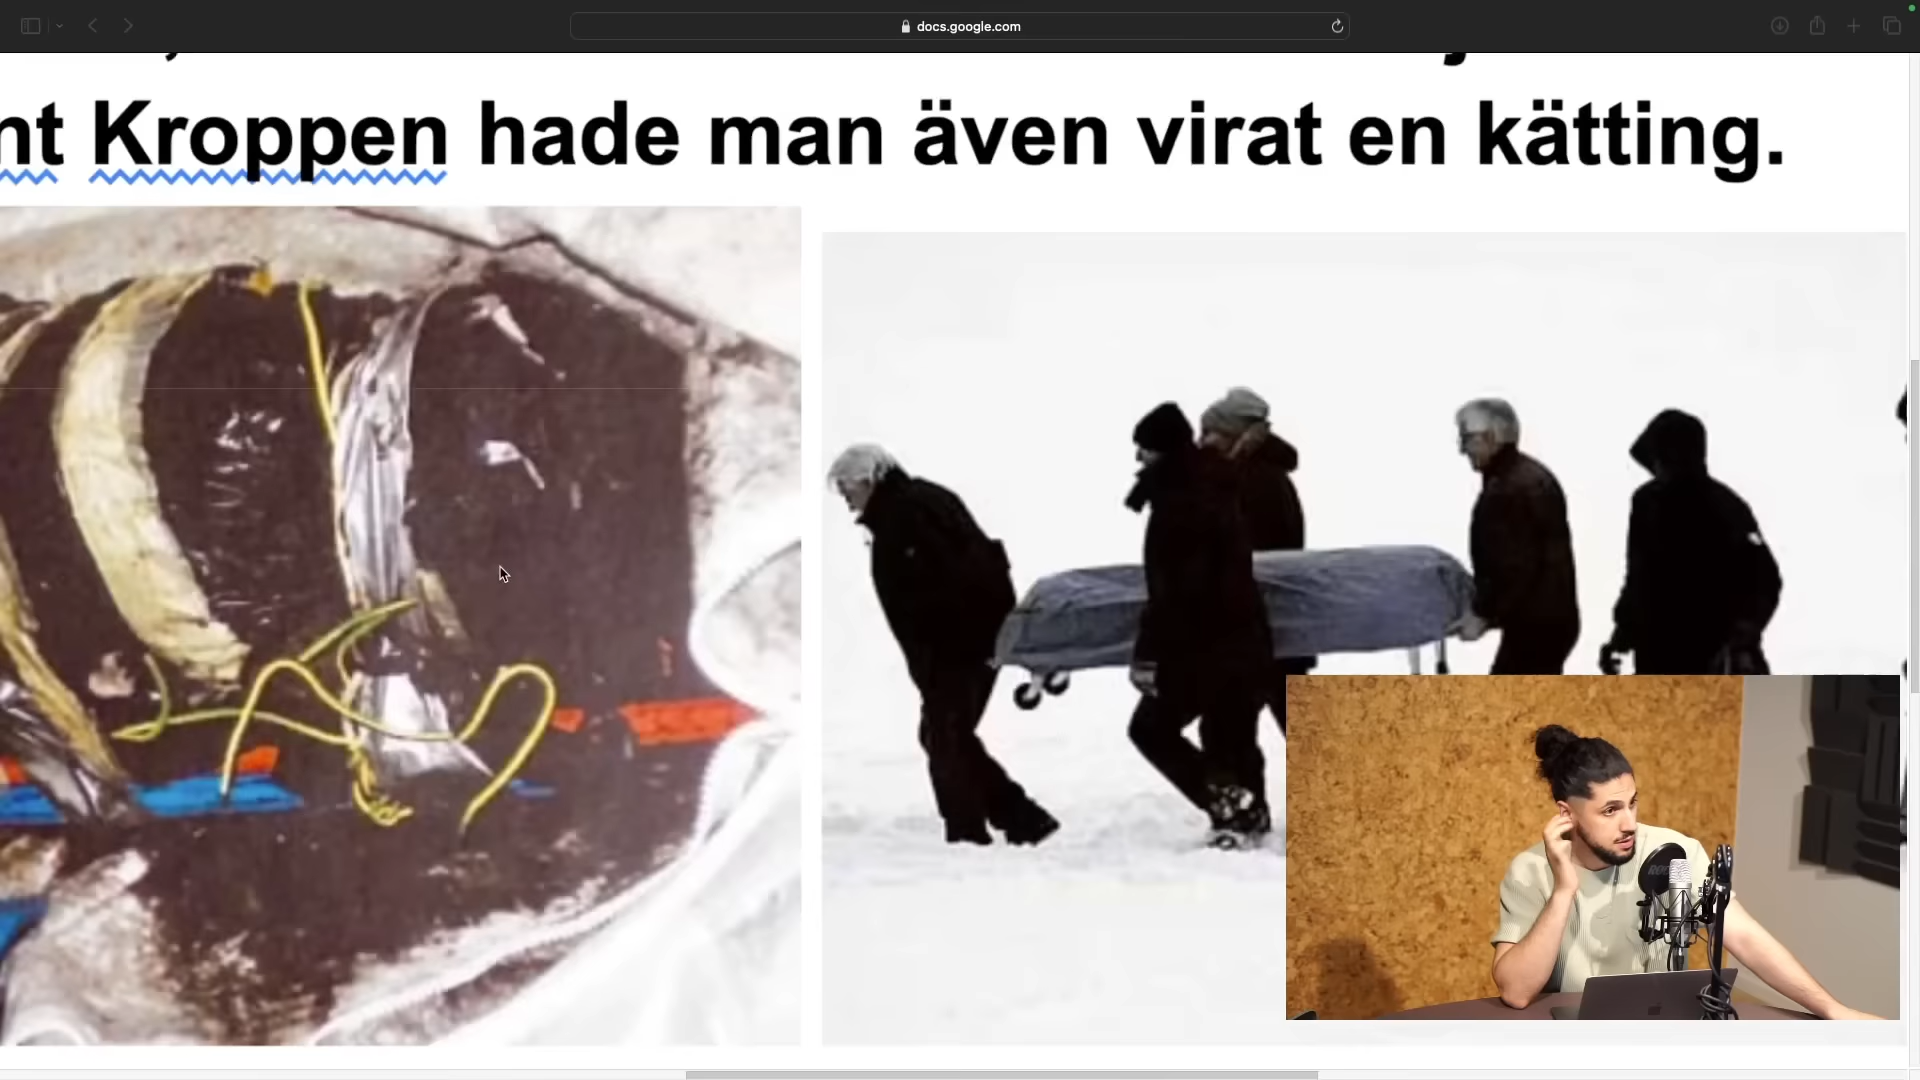 docs.google.com
nt Kroppen hade man även virat en kätting.